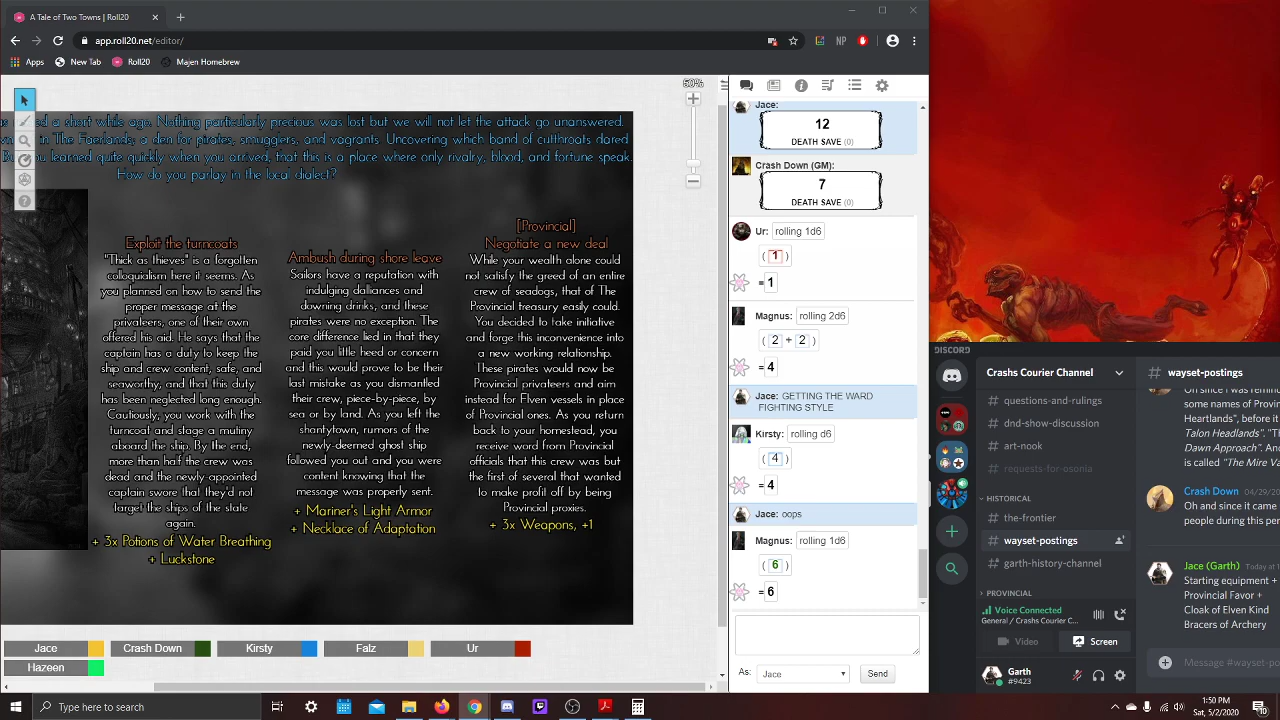 A Tale of Two Towns | Roll20
app.roll20.net/editor/
NP
Apps
New Tab
Roll20
Majen Homebrew
60%
short while ago. Nothing particularly precious was lost but we will not let the attack go unanswered.
in The Faerlands, a den for pirates, smugglers, and vagrants. Uncovering which band of cutthroats dared
you learned quite quickly when you arrived, that this is a place where only rivalry, blood, and fortune speak.
How do you parlay in the local dialect?
Exploit the turncoats
"Thick as thieves" is a forgotten
colloquialism here it seems. As
you planned on how to send the
proper message to the
privateers, one of their own
offered his aid. He says that the
captain has a duty to keep his
ship and crew content, safe, and
seaworthy, and that this duty
has been neglected long enough.
Cautiously, you work with the
turncoat and stage a mutiny
aboard the ship. By the end,
more than half the crew was
dead and the newly appointed
captain swore that they'd not
target the ships of the state
again.
+ 3x Potions of Water Breathing
+ Luckstone
Ambush during shore leave
Sailors have a reputation with
indulging dalliances and
downing drinks, and these
pirates were no exception. The
core difference lied in that they
paid you little heed or concern
and this would prove to be their
last mistake as you dismantled
their crew, piece-by-piece, by
sea or by land. As you left the
shantytown, rumors of the
newly-deemed ghost ship
followed you out and you were
content knowing that the
message was properly sent.
+ Mariner's Light Armor
+ Necklace of Adaptation
[Provincial]
Negotiate a new deal
While your wealth alone could
not satisfy the greed of an entire
crew of seadogs, that of The
Provincial treasury easily could.
You decided to take initiative
and forge this inconvenience into
a new working relationship.
These pirates would now be
Provincial privateers and aim
instead for Elven vessels in place
of Provincial ones. As you return
back to your homestead, you
receive word from Provincial
officials that this crew was but
the first of several that wanted
to make profit off by being
Provincial proxies.
+ 3x Weapons, +1
Jace
Crash Down
Kirsty
Falz
Ur
Hazeen
Jace:
12
DEATH SAVE (0)
Crash Down (GM):
7
DEATH SAVE (0)
Ur: rolling 1d6
( 1 )
= 1
Magnus: rolling 2d6
( 2 + 2 )
= 4
Jace: GETTING THE WARD
FIGHTING STYLE
Kirsty: rolling d6
( 4 )
= 4
Jace: oops
Magnus: rolling 1d6
( 6 )
= 6
As: Jace
Send
DISCORD
Crashs Courier Channel
# questions-and-rulings
# dnd-show-discussion
# art-nook
# requests-for-osonia
HISTORICAL
# the-frontier
# wayset-postings
# garth-history-channel
PROVINCIAL
Voice Connected
General / Crashs Courier C...
Video
Screen
Garth
#9423
# wayset-postings
Oh since I was remind
some names of Provin
Heartlands", before it
Talon Headlands", "Th
Dawn Approach". And
is called "The Mire Va
Crash Down 04/29/20
Oh and since it came
people during this per
Jace (Garth) Today at 1
Starting equipment +
Provincial Favor +
Cloak of Elven Kind
Bracers of Archery
Message #wayset-po
Type here to search
1:50 PM